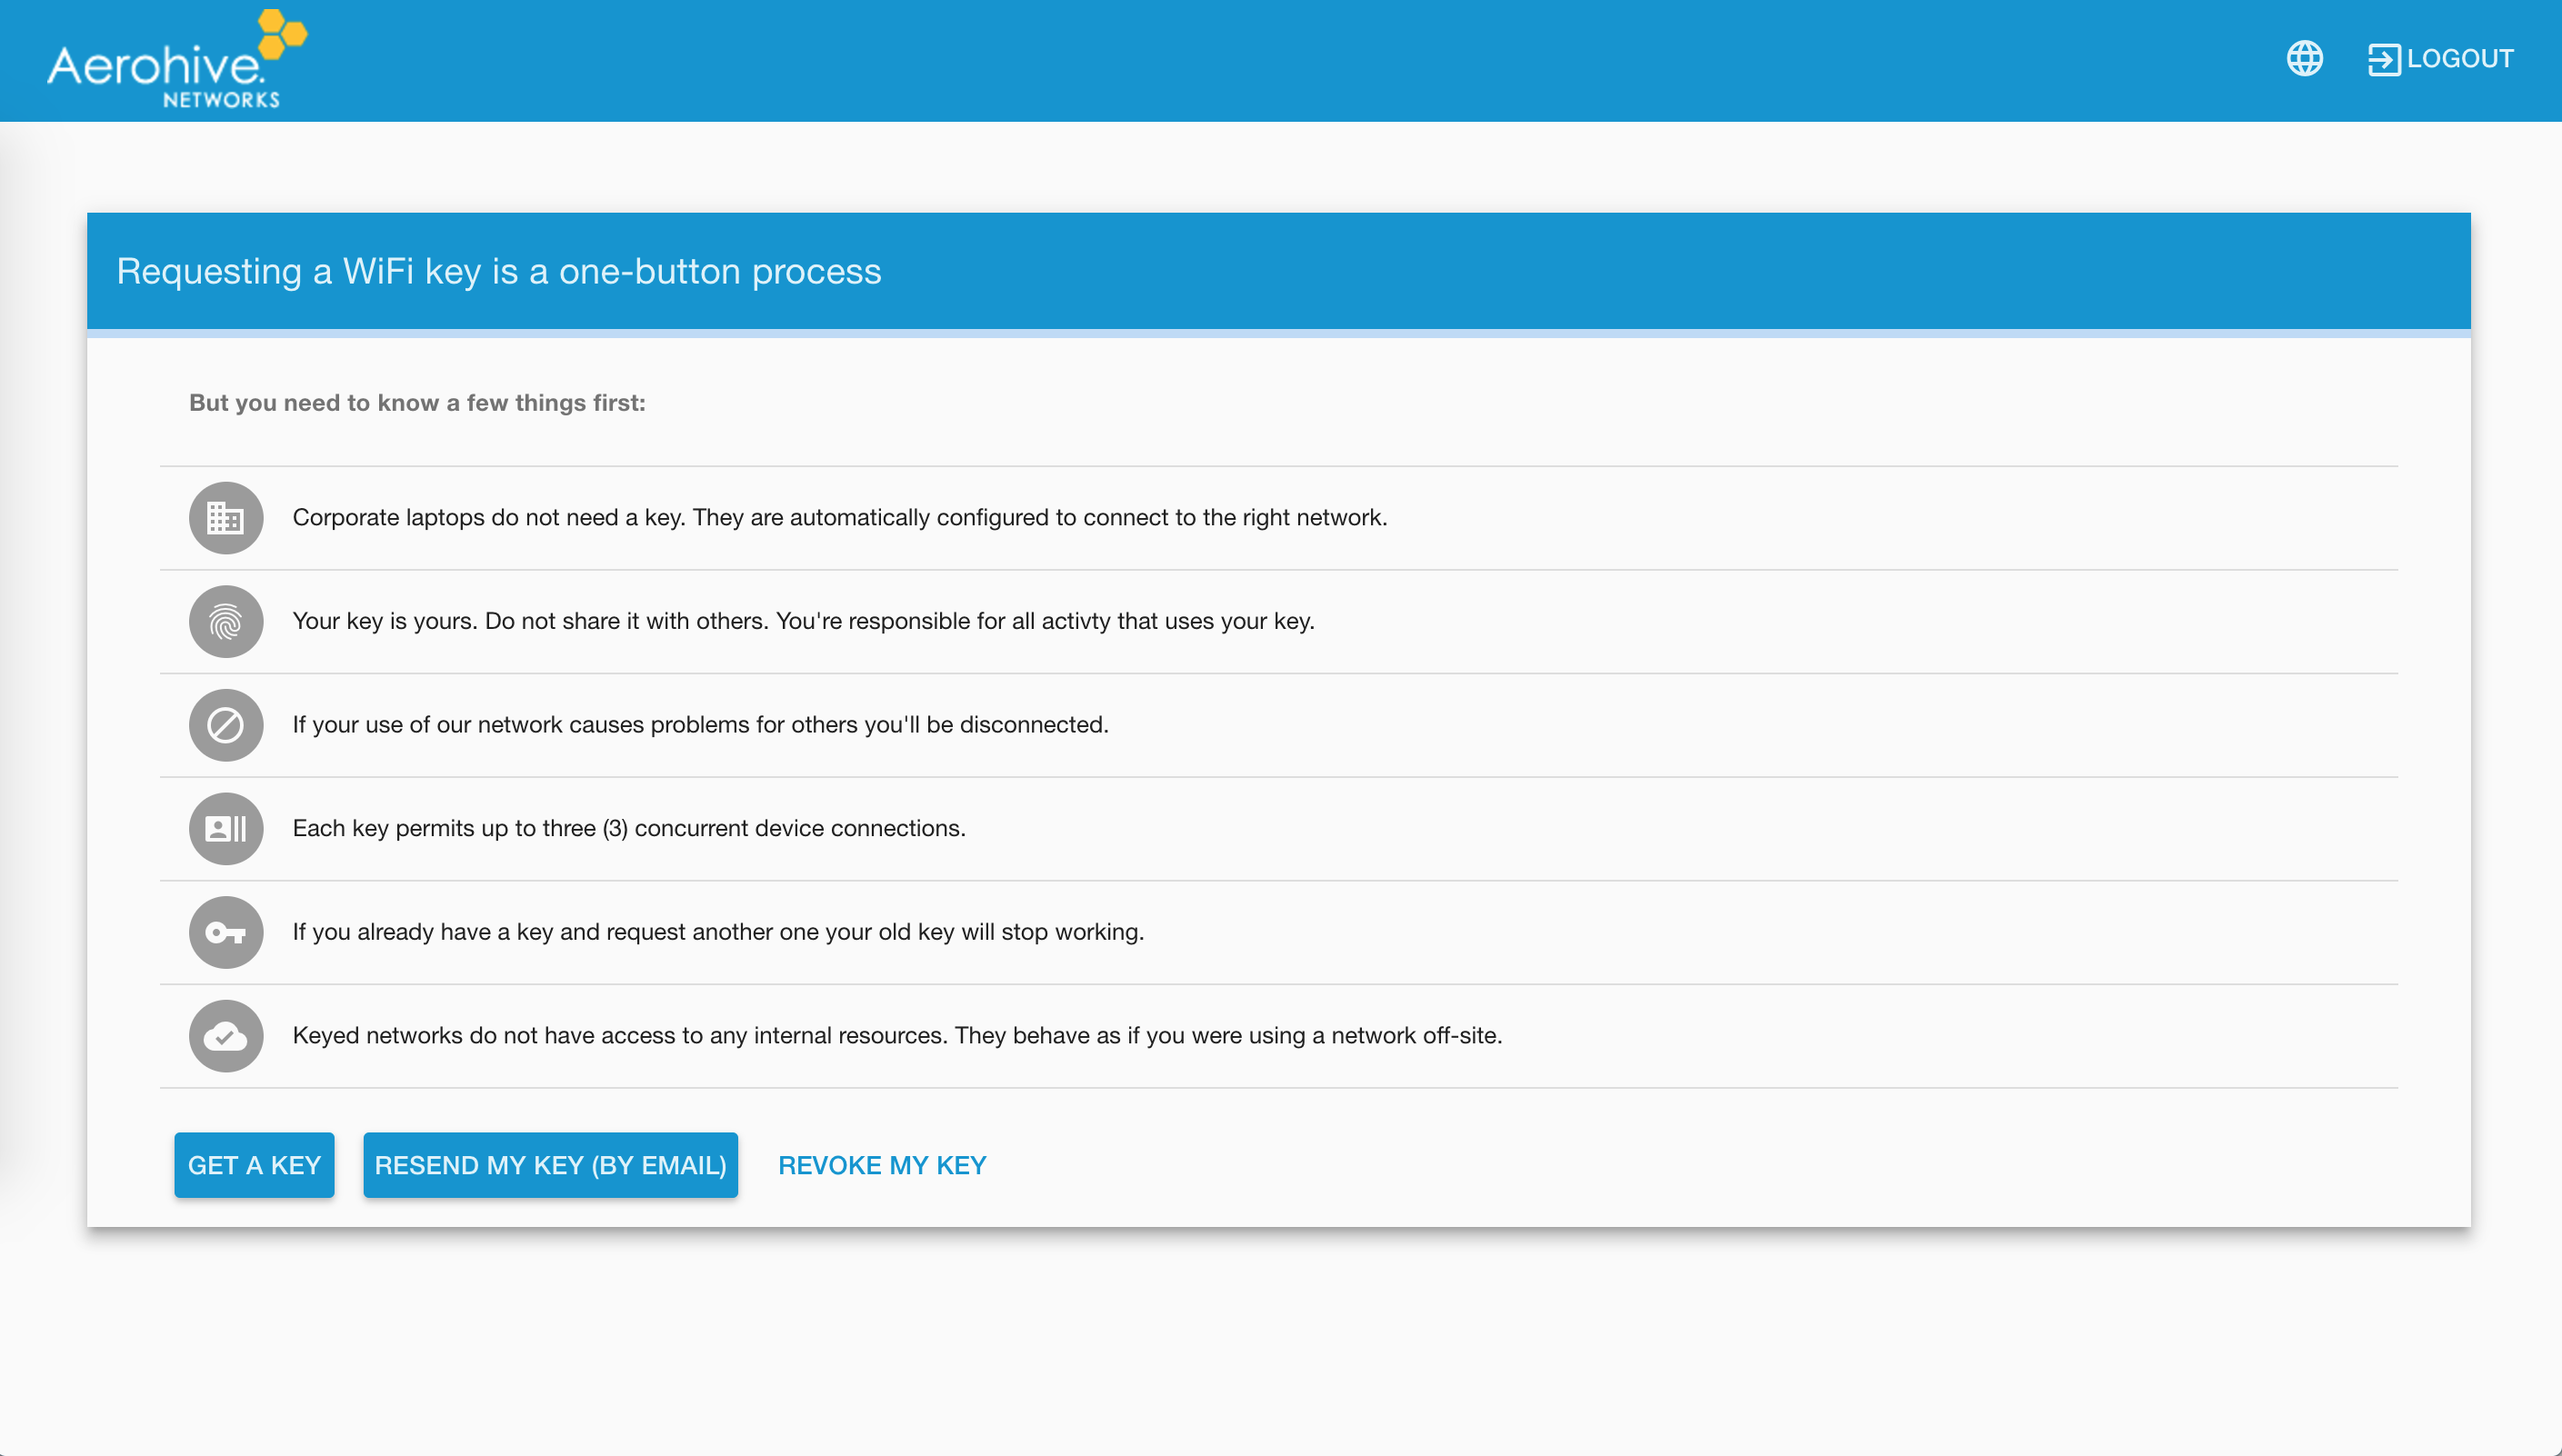 Aerohive
NETWORKS
LOGOUT
Requesting a WiFi key is a one-button process
But you need to know a few things first:
Corporate laptops do not need a key. They are automatically configured to connect to the right network.
Your key is yours. Do not share it with others. You're responsible for all activty that uses your key.
If your use of our network causes problems for others you'll be disconnected.
Each key permits up to three (3) concurrent device connections.
If you already have a key and request another one your old key will stop working.
Keyed networks do not have access to any internal resources. They behave as if you were using a network off-site.
GET A KEY RESEND MY KEY (BY EMAIL) REVOKE MY KEY